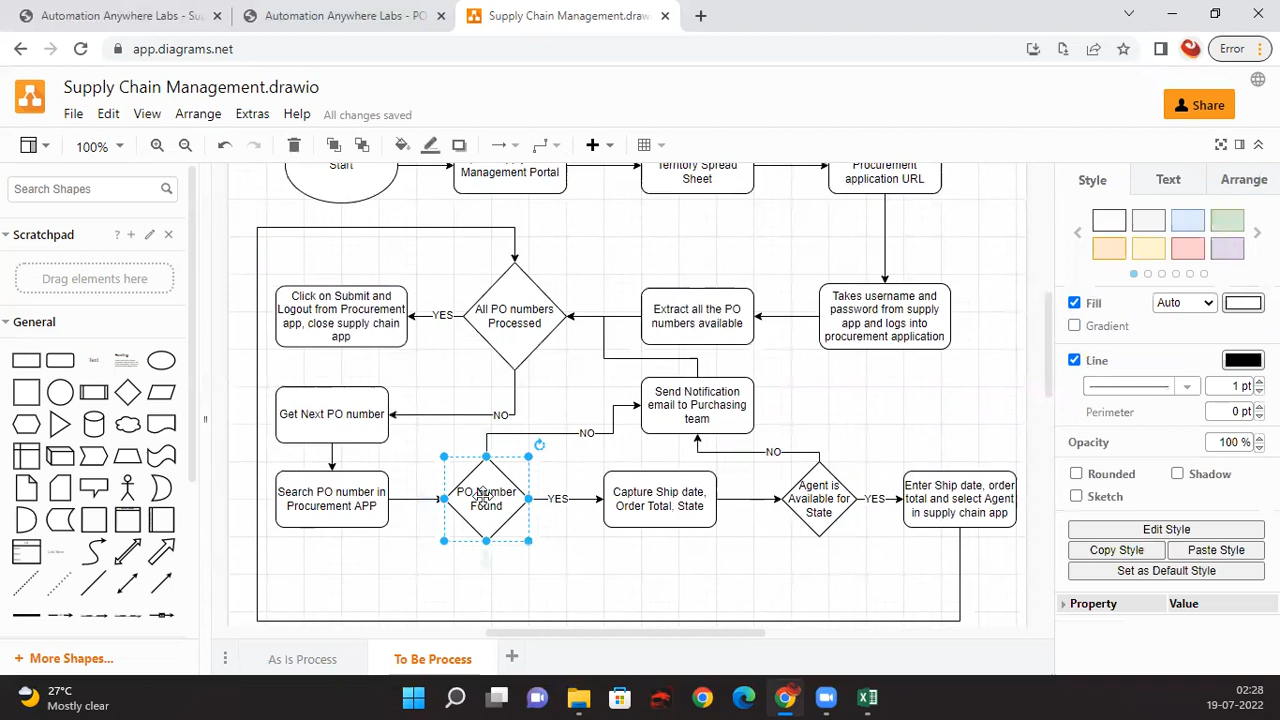 Automation Anywhere Labs - Su
Automation Anywhere Labs - PO
Supply Chain Management.draw
app.diagrams.net
Error
Supply Chain Management.drawio
File Edit View Arrange Extras Help All changes saved
Share
100%
Search Shapes
Scratchpad
Drag elements here
General
Text
Heading
More Shapes...
Start
Management Portal
Territory Spread
Sheet
Procurement
application URL
Click on Submit and
Logout from Procurement
app, close supply chain
app
YES
All PO numbers
Processed
Extract all the PO
numbers available
Takes username and
password from supply
app and logs into
procurement application
Get Next PO number
NO
Send Notification
email to Purchasing
team
NO
NO
Search PO number in
Procurement APP
PO Number
Found
YES
Capture Ship date,
Order Total, State
Agent is
Available for
State
YES
Enter Ship date, order
total and select Agent
in supply chain app
As Is Process
To Be Process
Style Text Arrange
Fill Auto
Gradient
Line
1 pt
Perimeter 0 pt
Opacity 100 %
Rounded Shadow
Sketch
Edit Style
Copy Style Paste Style
Set as Default Style
Property Value
27°C
Mostly clear
02:28
19-07-2022